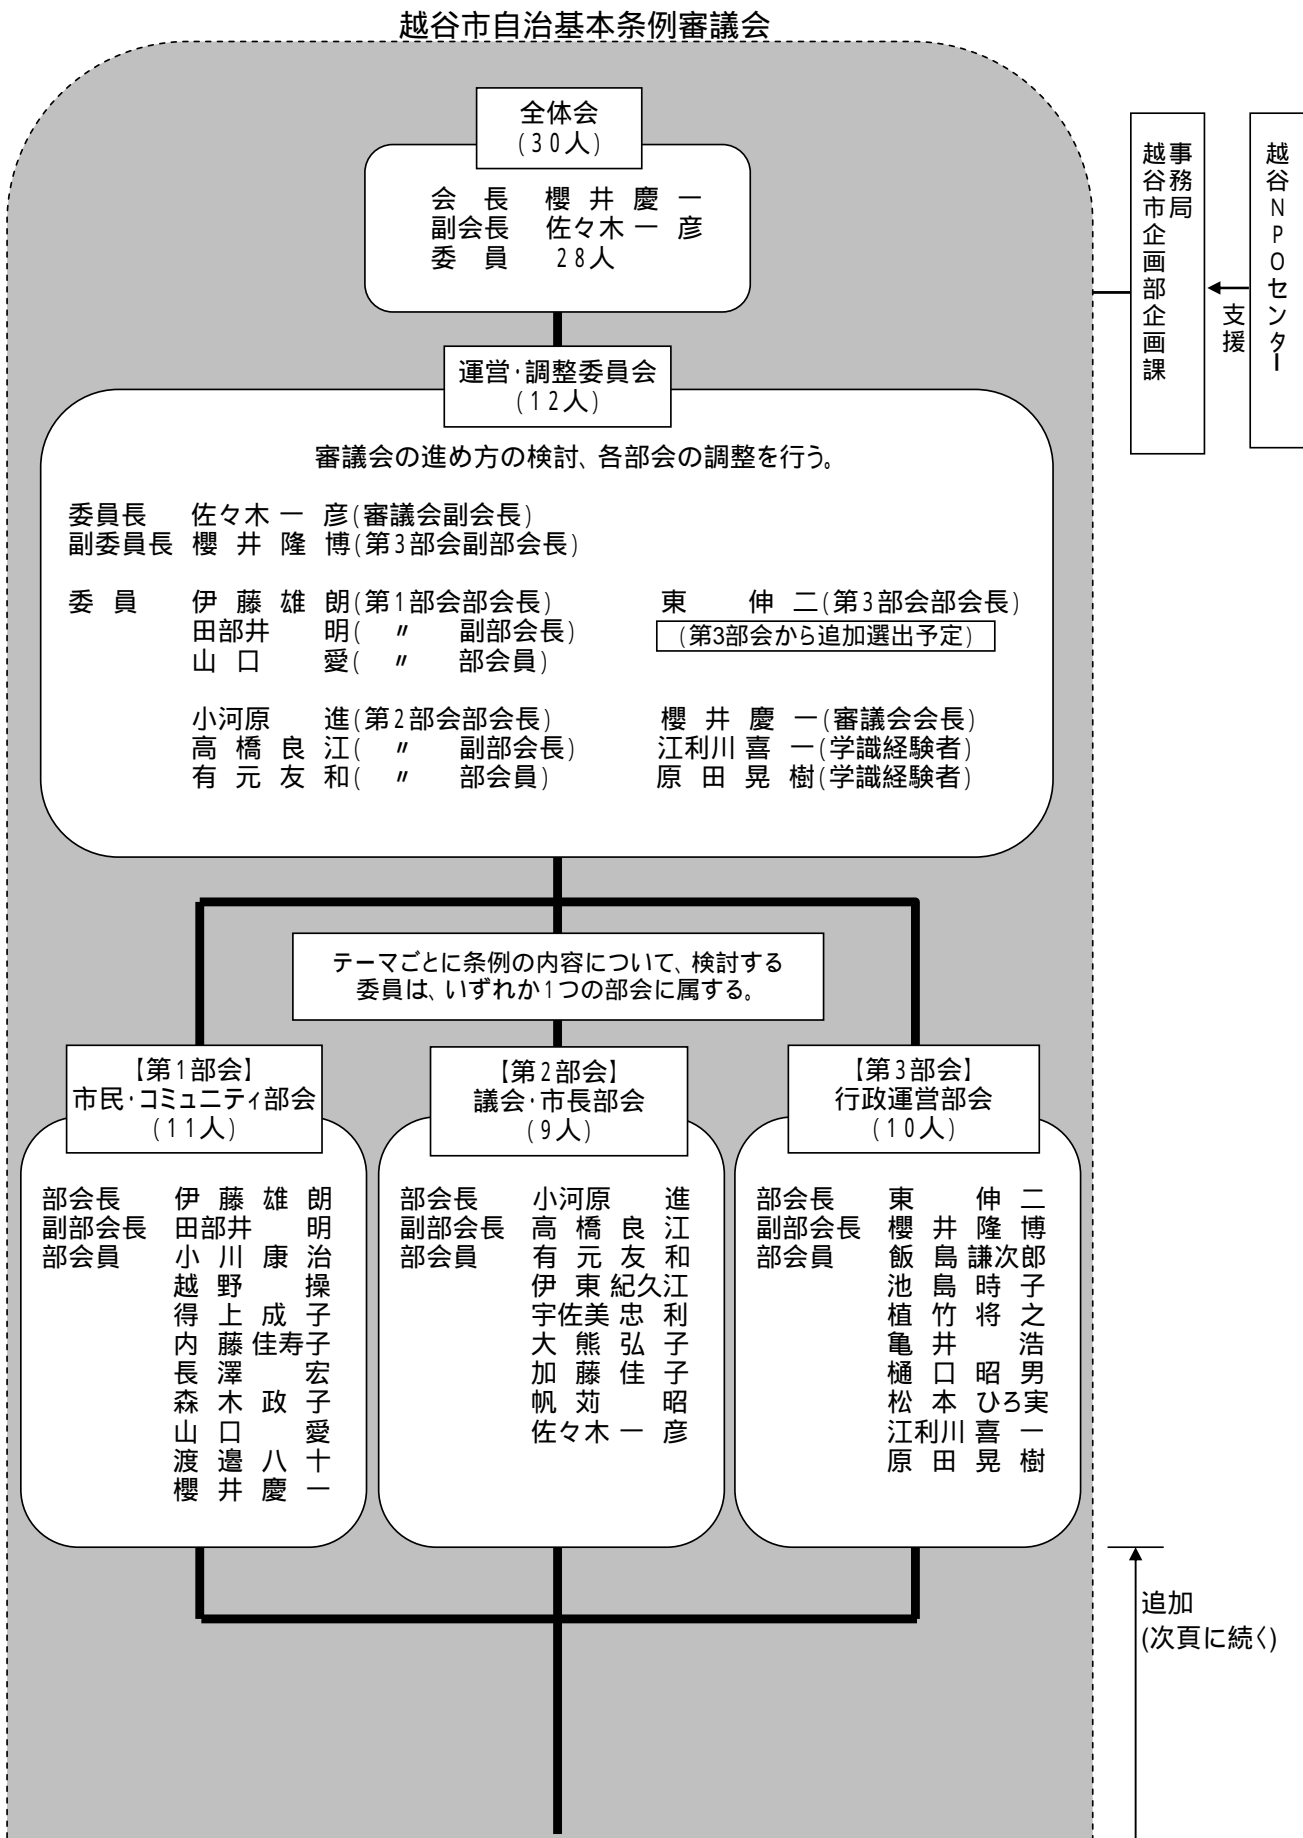 越谷市自治基本条例審議会
全体会
(30人)
会　長　櫻 井 慶 一
副会長　佐々木 一 彦
委　員　28人
事務局
越谷市企画部企画課
支援
越谷NPOセンター
運営・調整委員会
(12人)
審議会の進め方の検討、各部会の調整を行う。
委員長　佐々木 一 彦(審議会副会長)
副委員長　櫻 井 隆 博(第3部会副部会長)
委　員　伊 藤 雄 朗(第1部会部会長)
田部井　明(　〃　副部会長)
山 口　愛(　〃　部会員)
小河原　進(第2部会部会長)
高 橋 良 江(　〃　副部会長)
有 元 友 和(　〃　部会員)
東　伸 二(第3部会部会長)
(第3部会から追加選出予定)
櫻 井 慶 一(審議会会長)
江利川 喜 一(学識経験者)
原 田 晃 樹(学識経験者)
テーマごとに条例の内容について、検討する
委員は、いずれか1つの部会に属する。
【第1部会】
市民・コミュニティ部会
(11人)
部会長　伊 藤 雄 朗
副部会長　田部井　明
部会員　小 川 康 治
越 野　操
得 上 成 子
内 藤 佳寿子
長 澤　宏
森 木 政 子
山 口　愛
渡 邉 八 十
櫻 井 慶 一
【第2部会】
議会・市長部会
(9人)
部会長　小河原　進
副部会長　高 橋 良 江
部会員　有 元 友 和
伊 東 紀久江
宇佐美 忠 利
大 熊 弘 子
加 藤 佳 子
帆 苅　昭
佐々木 一 彦
【第3部会】
行政運営部会
(10人)
部会長　東　伸 二
副部会長　櫻 井 隆 博
部会員　飯 島 謙次郎
池 島 時 子
植 竹 将 之
亀 井　浩
樋 口 昭 男
松 本 ひろ実
江利川 喜 一
原 田 晃 樹
追加
(次頁に続く)